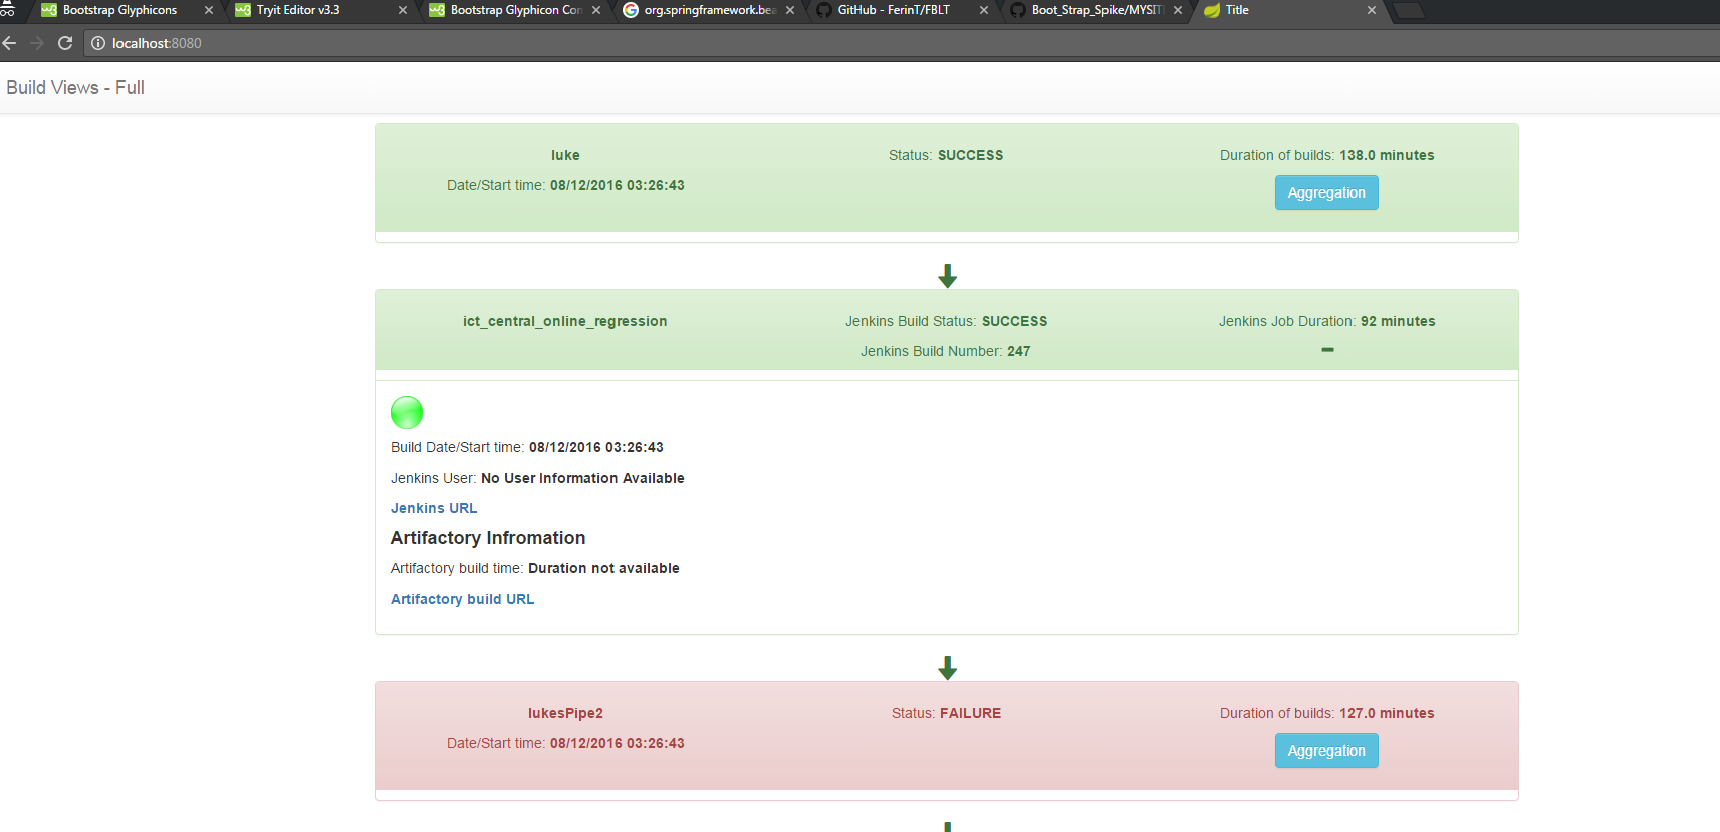 Bootstrap Glyphicons
Tryit Editor v3.3
Bootstrap Glyphicon Con
org.springframework.bea
GitHub - FerinT/FBLT
Boot_Strap_Spike/MYSIT
Title
localhost:8080
Build Views - Full
luke
Status: SUCCESS
Duration of builds: 138.0 minutes
Date/Start time: 08/12/2016 03:26:43
Aggregation
ict_central_online_regression
Jenkins Build Status: SUCCESS
Jenkins Job Duration: 92 minutes
Jenkins Build Number: 247
Build Date/Start time: 08/12/2016 03:26:43
Jenkins User: No User Information Available
Jenkins URL
Artifactory Infromation
Artifactory build time: Duration not available
Artifactory build URL
lukesPipe2
Status: FAILURE
Duration of builds: 127.0 minutes
Date/Start time: 08/12/2016 03:26:43
Aggregation